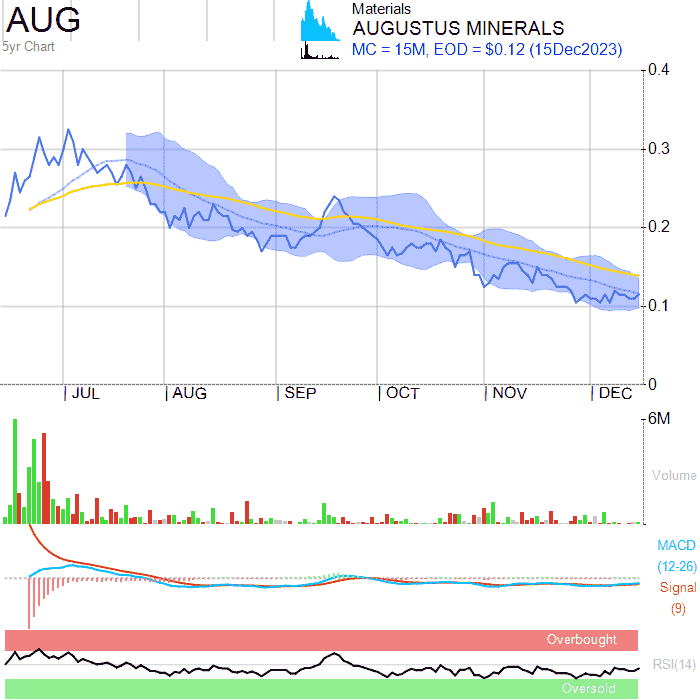 AUG
5yr Chart
Materials
AUGUSTUS MINERALS
MC = 15M, EOD = $0.12 (15Dec2023)
0.4
0.3
0.2
0.1
0
JUL AUG SEP OCT NOV DEC
6M
Volume
MACD
(12-26)
Signal
(9)
Overbought
RSI(14)
Oversold